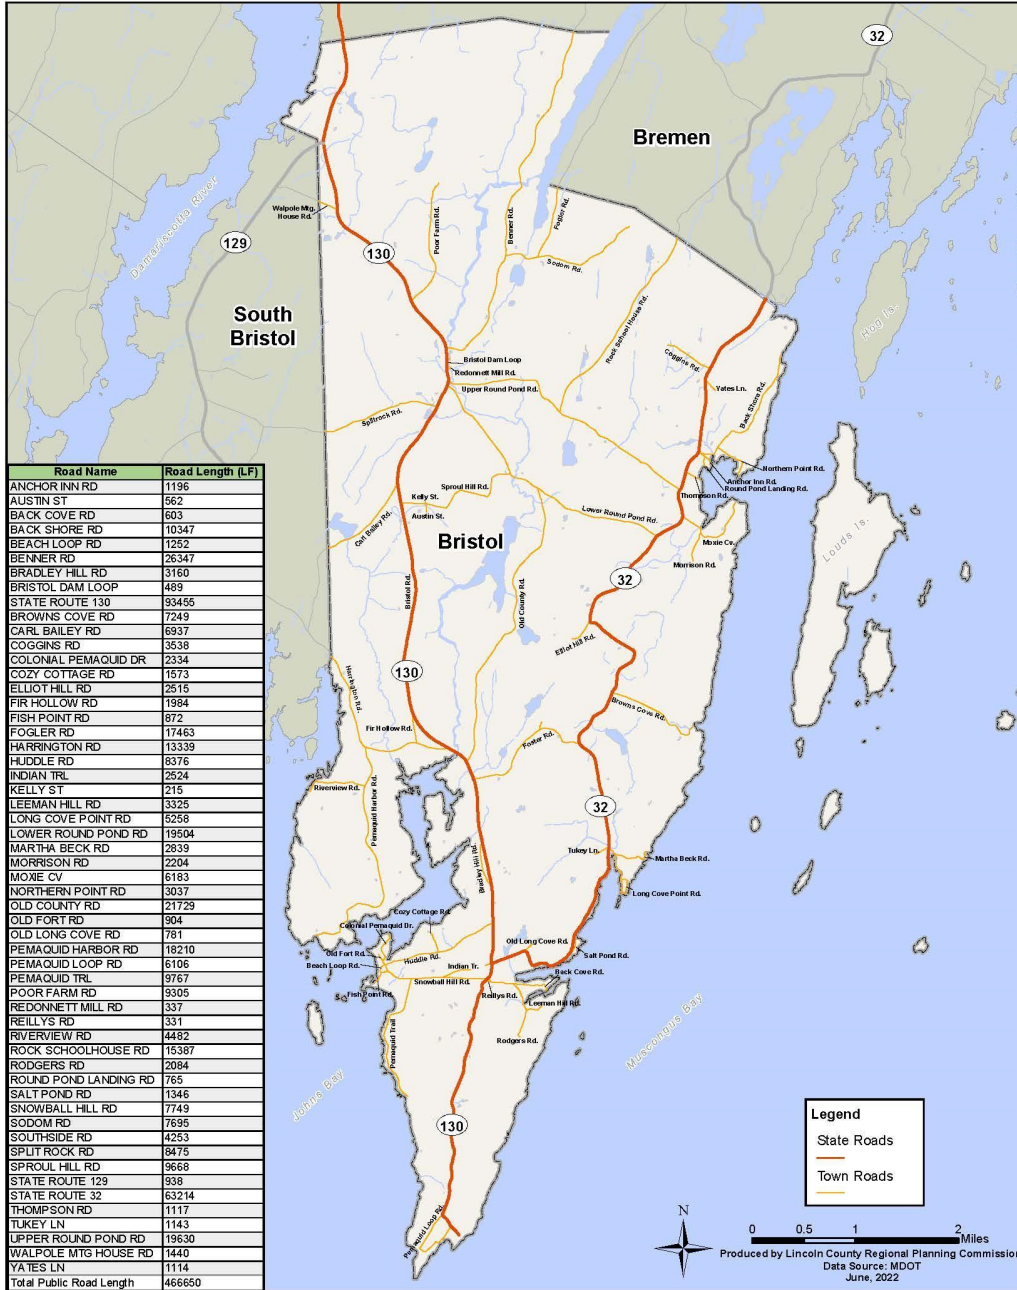 32
Bremen
Damariscotta River
Walpole Mtg.
House Rd.
129
130
Poor Farm Rd.
Benner Rd.
Fogler Rd.
Sodom Rd.
Hog Is.
South
Bristol
Rock School House Rd.
Bristol Dam Loop
Redonnett Mill Rd.
Upper Round Pond Rd.
Coggins Rd.
Yates Ln.
Back Shore Rd.
Splitrock Rd.
Northern Point Rd.
Anchor Inn Rd.
Round Pond Landing Rd.
Thompson Rd.
Sproul Hill Rd.
Kelly St.
Austin St.
Carl Bailey Rd.
Lower Round Pond Rd.
Bristol
Moxie Cv.
Morrison Rd.
Louds Is.
32
Bristol Rd.
Old County Rd.
Elliot Hill Rd.
130
Harrington Rd.
Browns Cove Rd.
Fir Hollow Rd.
Foster Rd.
Riverview Rd.
Pemaquid Harbor Rd.
32
Bradley Hill Rd.
Tukey Ln.
Martha Beck Rd.
Long Cove Point Rd.
Cozy Cottage Rd.
Colonial Pemaquid Dr.
Old Fort Rd.
Huddle Rd.
Old Long Cove Rd.
Salt Pond Rd.
Beach Loop Rd.
Indian Tr.
Back Cove Rd.
Snowball Hill Rd.
Fish Point Rd.
Reillys Rd.
Leeman Hill Rd.
Rodgers Rd.
Pemaquid Trail
Muscongus Bay
Johns Bay
130
Pemaquid Loop Rd.
Road Name Road Length (LF)
ANCHOR INN RD 1196
AUSTIN ST 562
BACK COVE RD 603
BACK SHORE RD 10347
BEACH LOOP RD 1252
BENNER RD 26347
BRADLEY HILL RD 3160
BRISTOL DAM LOOP 489
STATE ROUTE 130 93455
BROWNS COVE RD 7249
CARL BAILEY RD 6937
COGGINS RD 3538
COLONIAL PEMAQUID DR 2334
COZY COTTAGE RD 1573
ELLIOT HILL RD 2515
FIR HOLLOW RD 1984
FISH POINT RD 872
FOGLER RD 17463
HARRINGTON RD 13339
HUDDLE RD 8376
INDIAN TRL 2524
KELLY ST 215
LEEMAN HILL RD 3325
LONG COVE POINT RD 5258
LOWER ROUND POND RD 19504
MARTHA BECK RD 2839
MORRISON RD 2204
MOXIE CV 6183
NORTHERN POINT RD 3037
OLD COUNTY RD 21729
OLD FORT RD 904
OLD LONG COVE RD 781
PEMAQUID HARBOR RD 18210
PEMAQUID LOOP RD 6106
PEMAQUID TRL 9767
POOR FARM RD 9305
REDONNETT MILL RD 337
REILLYS RD 331
RIVERVIEW RD 4482
ROCK SCHOOLHOUSE RD 15387
RODGERS RD 2084
ROUND POND LANDING RD 765
SALT POND RD 1346
SNOWBALL HILL RD 7749
SODOM RD 7695
SOUTHSIDE RD 4253
SPLIT ROCK RD 8475
SPROUL HILL RD 9668
STATE ROUTE 129 938
STATE ROUTE 32 63214
THOMPSON RD 1117
TUKEY LN 1143
UPPER ROUND POND RD 19630
WALPOLE MTG HOUSE RD 1440
YATES LN 1114
Total Public Road Length 466650
Legend
State Roads
Town Roads
N
0 0.5 1 2
Miles
Produced by Lincoln County Regional Planning Commission
Data Source: MDOT
June, 2022